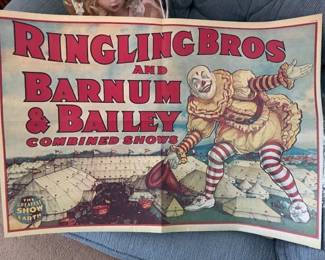 RINGLING BROS
AND
BARNUM
& BAILEY
COMBINED SHOWS
THE
GREATEST
SHOW
ON
EARTH